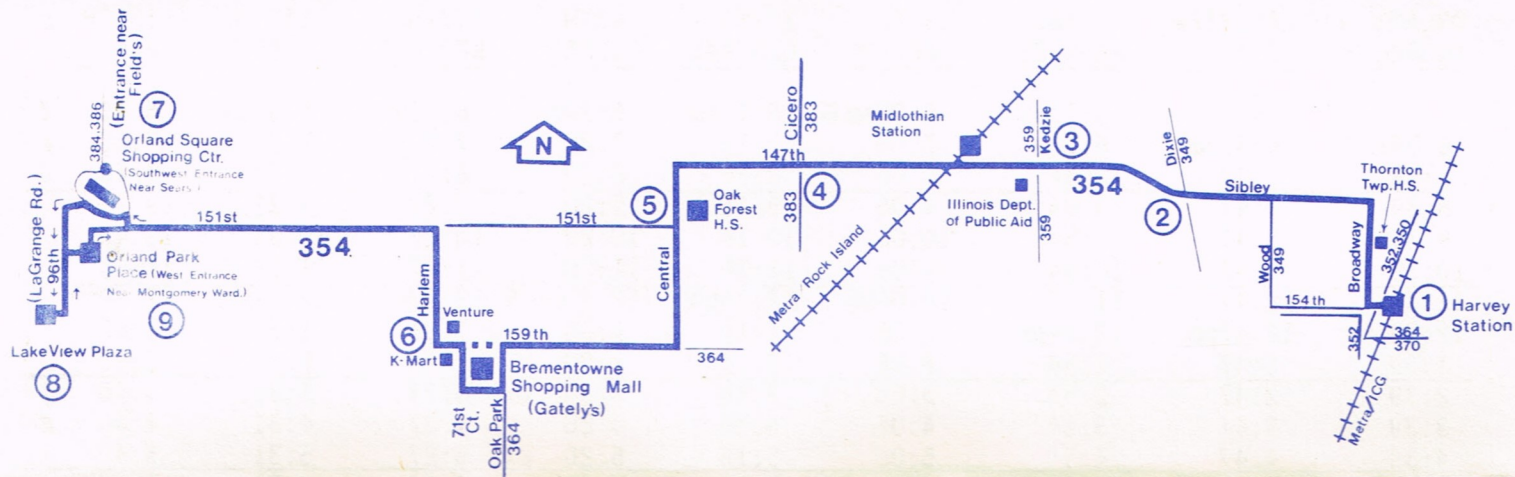 (Entrance near
Field's)
7
384.386
Orland Square
Shopping Ctr.
(Southwest Entrance
Near Sears)
(LaGrange Rd.)
96th
151st
354
Orland Park
Place (West Entrance
Near Montgomery Ward.)
9
LakeView Plaza
8
N
Harlem
6
Venture
K-Mart
159th
Brementowne
Shopping Mall
(Gately's)
71st
Ct.
Oak Park
364
151st
5
Oak
Forest
H.S.
Central
364
Cicero
383
147th
383
4
Midlothian
Station
Metra/Rock Island
359
Kedzie
3
354
Illinois Dept.
of Public Aid
359
Dixie
349
2
Sibley
Wood
349
Broadway
Thornton
Twp.H.S.
352,350
154th
352
1
Harvey
Station
364
370
Metra/ICG